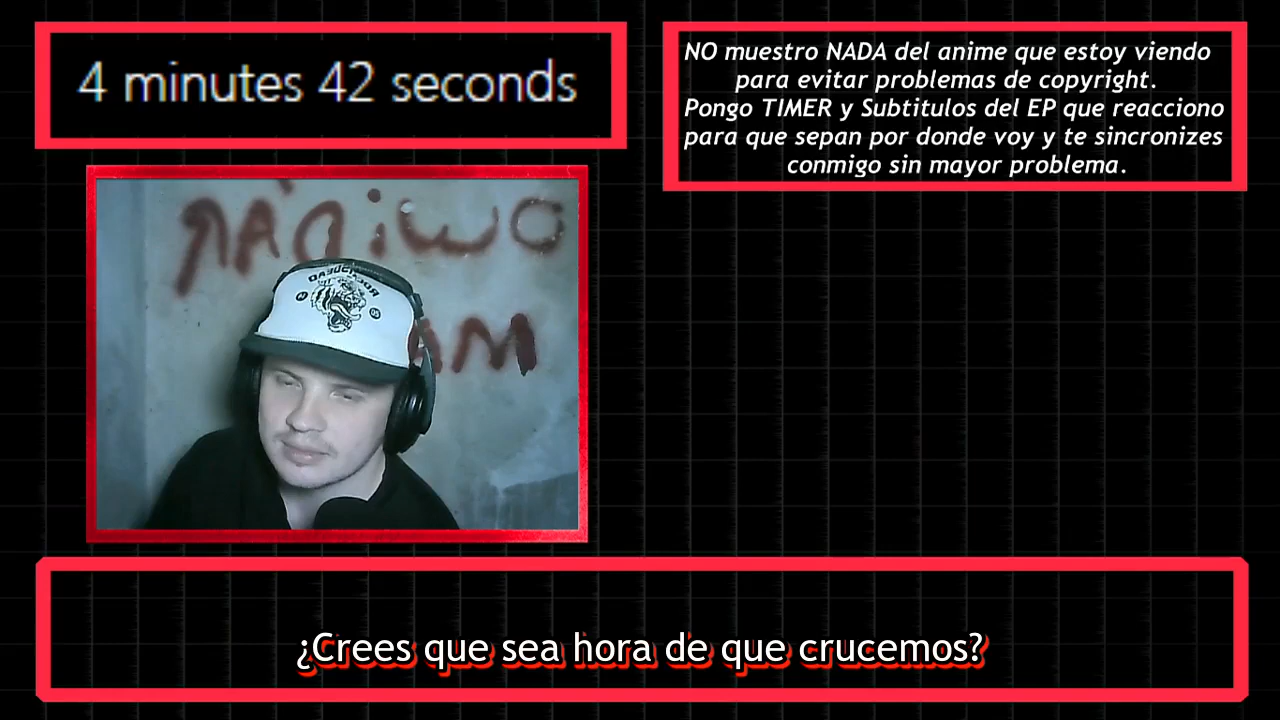 4 minutes 42 seconds
NO muestro NADA del anime que estoy viendo
para evitar problemas de copyright.
Pongo TIMER y Subtitulos del EP que reacciono
para que sepan por donde voy y te sincronizes
conmigo sin mayor problema.
¿Crees que sea hora de que crucemos?